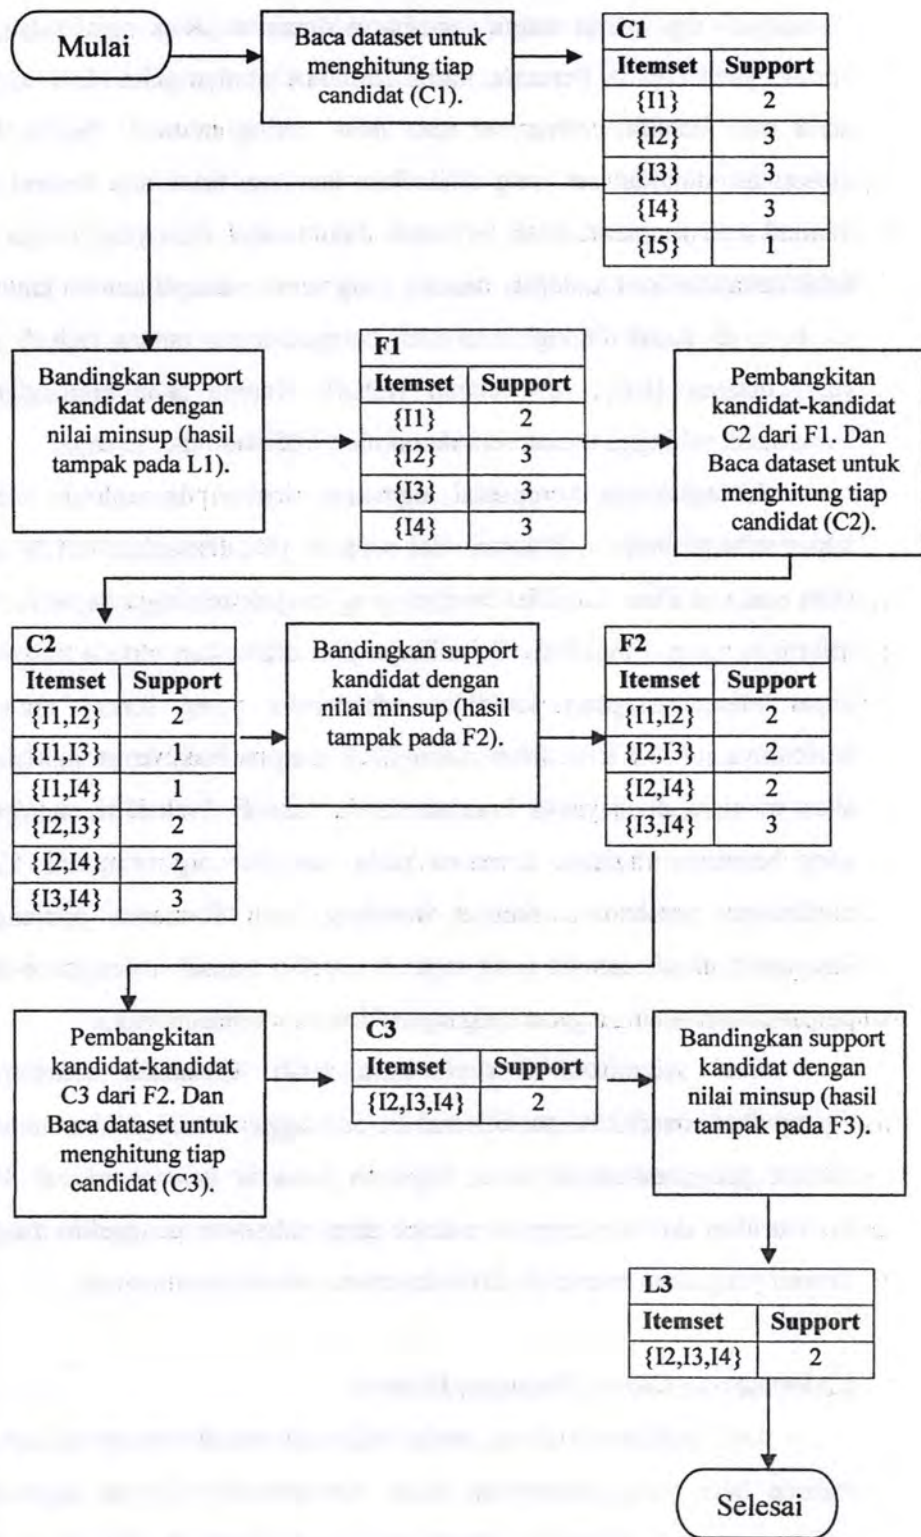 Mulai
Baca dataset untuk
menghitung tiap
candidat (C1).
C1
Itemset Support
{I1} 2
{I2} 3
{I3} 3
{I4} 3
{I5} 1
Bandingkan support
kandidat dengan
nilai minsup (hasil
tampak pada L1).
F1
Itemset Support
{I1} 2
{I2} 3
{I3} 3
{I4} 3
Pembangkitan
kandidat-kandidat
C2 dari F1. Dan
Baca dataset untuk
menghitung tiap
candidat (C2).
C2
Itemset Support
{I1,I2} 2
{I1,I3} 1
{I1,I4} 1
{I2,I3} 2
{I2,I4} 2
{I3,I4} 3
Bandingkan support
kandidat dengan
nilai minsup (hasil
tampak pada F2).
F2
Itemset Support
{I1,I2} 2
{I2,I3} 2
{I2,I4} 2
{I3,I4} 3
Pembangkitan
kandidat-kandidat
C3 dari F2. Dan
Baca dataset untuk
menghitung tiap
candidat (C3).
C3
Itemset Support
{I2,I3,I4} 2
Bandingkan support
kandidat dengan
nilai minsup (hasil
tampak pada F3).
L3
Itemset Support
{I2,I3,I4} 2
Selesai